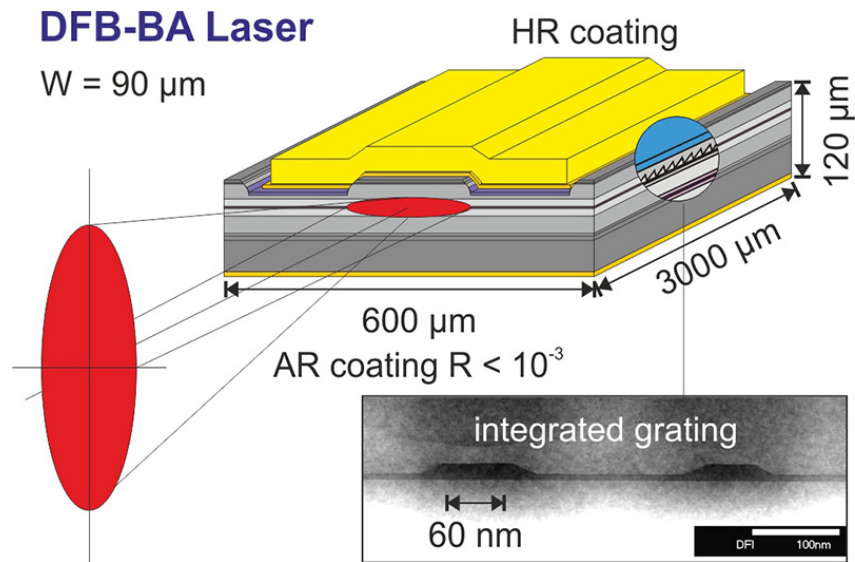 DFB-BA Laser
HR coating
W = 90 µm
120 µm
3000 µm
600 µm
AR coating R < 10⁻³
integrated grating
60 nm
DFI 100nm